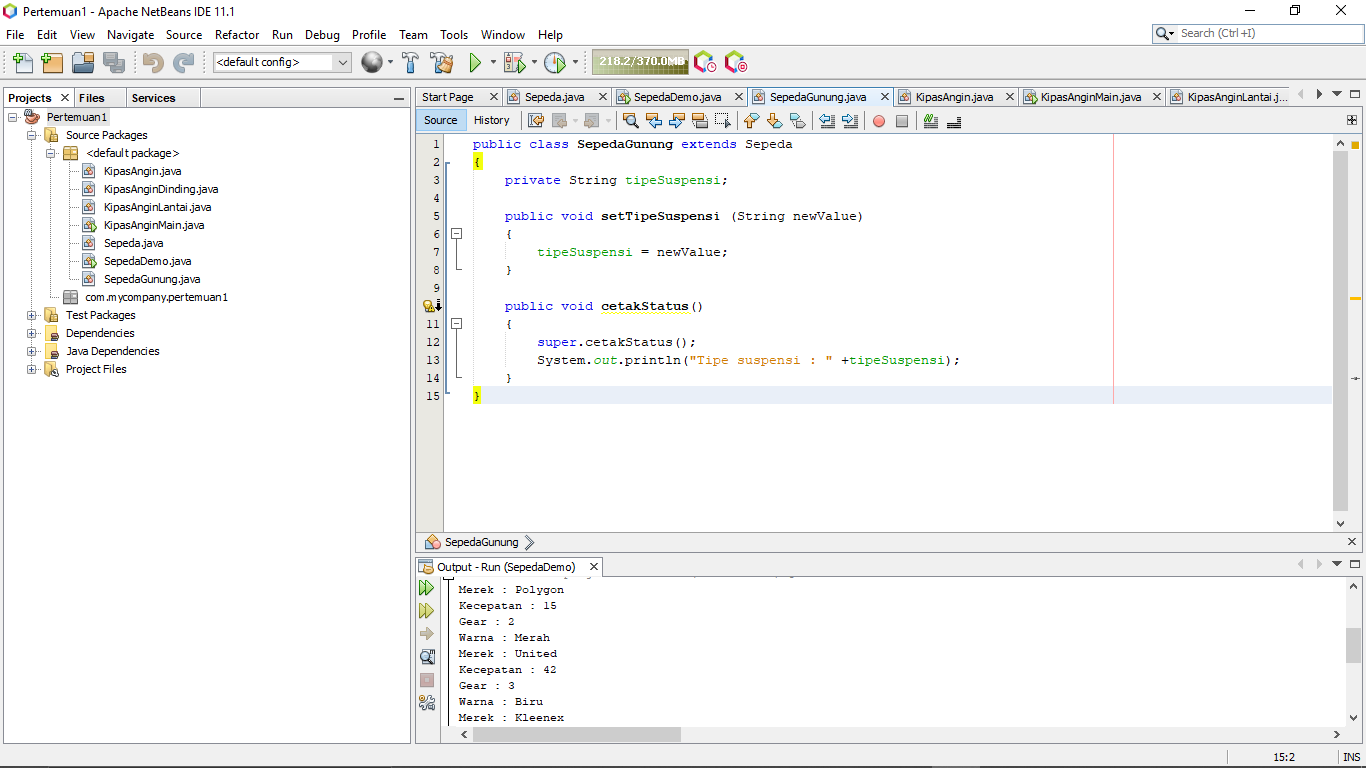 Pertemuan1 - Apache NetBeans IDE 11.1
File Edit View Navigate Source Refactor Run Debug Profile Team Tools Window Help
Search (Ctrl+I)
<default config>
218.2/370.0MB
Projects Files Services
Pertemuan1
Source Packages
<default package>
KipasAngin.java
KipasAnginDinding.java
KipasAnginLantai.java
KipasAnginMain.java
Sepeda.java
SepedaDemo.java
SepedaGunung.java
com.mycompany.pertemuan1
Test Packages
Dependencies
Java Dependencies
Project Files
Start Page Sepeda.java SepedaDemo.java SepedaGunung.java KipasAngin.java KipasAnginMain.java KipasAnginLantai.j...
Source History
1 public class SepedaGunung extends Sepeda
2 {
3 private String tipeSuspensi;
4
5 public void setTipeSuspensi (String newValue)
6 {
7 tipeSuspensi = newValue;
8 }
9
public void cetakStatus()
11 {
12 super.cetakStatus();
13 System.out.println("Tipe suspensi : " +tipeSuspensi);
14 }
15 }
SepedaGunung
Output - Run (SepedaDemo)
Merek : Polygon
Kecepatan : 15
Gear : 2
Warna : Merah
Merek : United
Kecepatan : 42
Gear : 3
Warna : Biru
Merek : Kleenex
15:2 INS